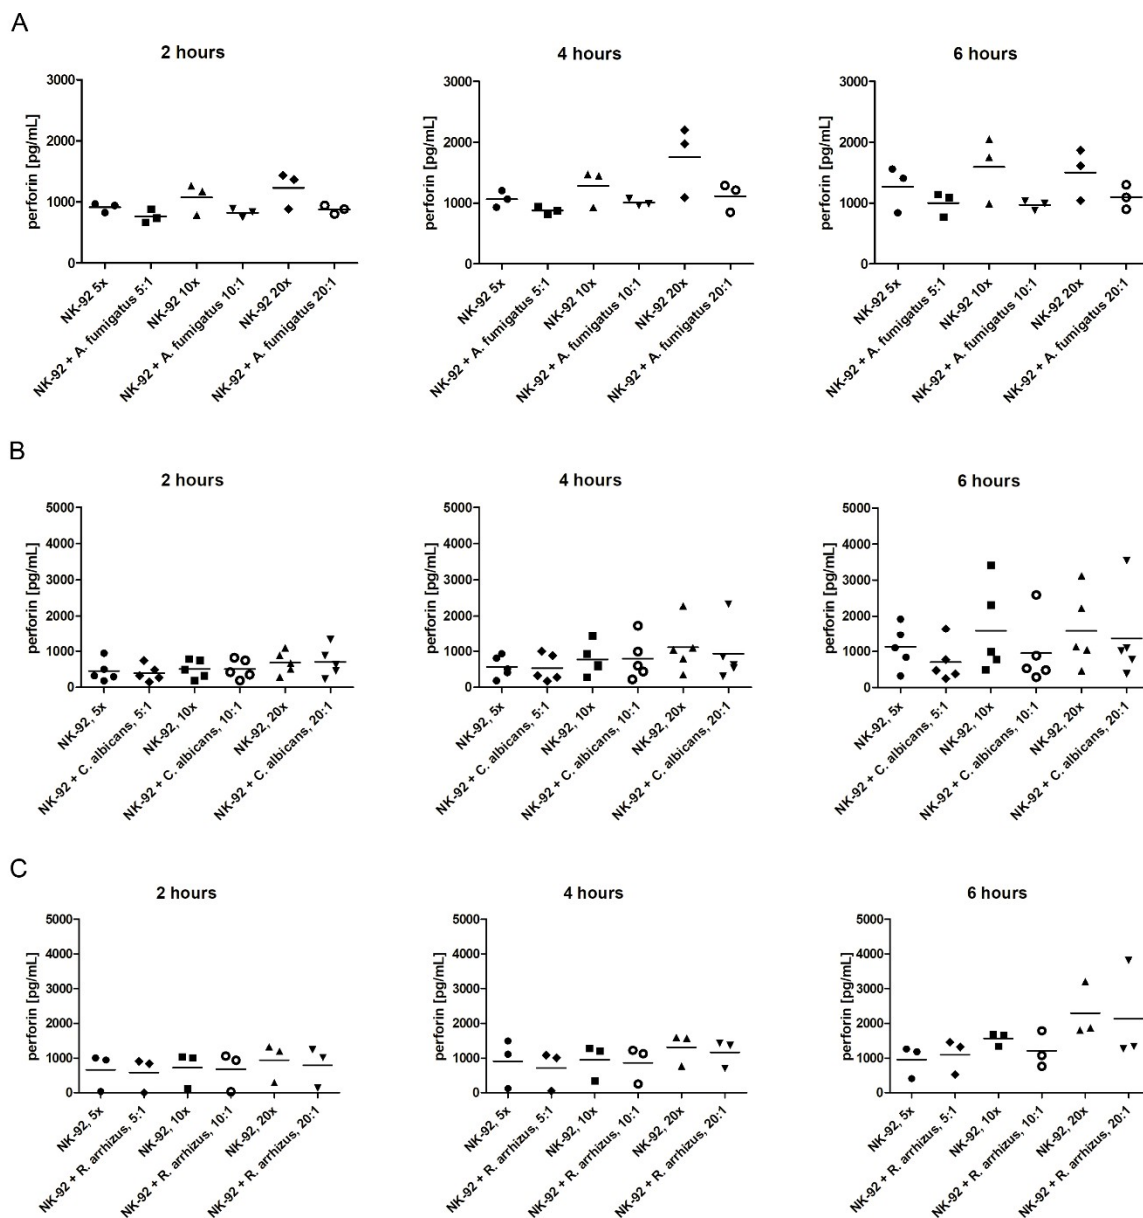 A
2 hours
4 hours
6 hours
perforin [pg/mL]
3000
2000
1000
0
NK-92 5x
NK-92 + A. fumigatus 5:1
NK-92 10x
NK-92 + A. fumigatus 10:1
NK-92 20x
NK-92 + A. fumigatus 20:1
perforin [pg/mL]
3000
2000
1000
0
NK-92 5x
NK-92 + A. fumigatus 5:1
NK-92 10x
NK-92 + A. fumigatus 10:1
NK-92 20x
NK-92 + A. fumigatus 20:1
perforin [pg/mL]
3000
2000
1000
0
NK-92 5x
NK-92 + A. fumigatus 5:1
NK-92 10x
NK-92 + A. fumigatus 10:1
NK-92 20x
NK-92 + A. fumigatus 20:1
B
2 hours
4 hours
6 hours
perforin [pg/mL]
5000
4000
3000
2000
1000
0
NK-92, 5x
NK-92 + C. albicans, 5:1
NK-92, 10x
NK-92 + C. albicans, 10:1
NK-92, 20x
NK-92 + C. albicans, 20:1
perforin [pg/mL]
5000
4000
3000
2000
1000
0
NK-92, 5x
NK-92 + C. albicans, 5:1
NK-92, 10x
NK-92 + C. albicans, 10:1
NK-92, 20x
NK-92 + C. albicans, 20:1
perforin [pg/mL]
5000
4000
3000
2000
1000
0
NK-92, 5x
NK-92 + C. albicans, 5:1
NK-92, 10x
NK-92 + C. albicans, 10:1
NK-92, 20x
NK-92 + C. albicans, 20:1
C
2 hours
4 hours
6 hours
perforin [pg/mL]
5000
4000
3000
2000
1000
0
NK-92, 5x
NK-92 + R. arrhizus, 5:1
NK-92, 10x
NK-92 + R. arrhizus, 10:1
NK-92, 20x
NK-92 + R. arrhizus, 20:1
perforin [pg/mL]
5000
4000
3000
2000
1000
0
NK-92, 5x
NK-92 + R. arrhizus, 5:1
NK-92, 10x
NK-92 + R. arrhizus, 10:1
NK-92, 20x
NK-92 + R. arrhizus, 20:1
perforin [pg/mL]
5000
4000
3000
2000
1000
0
NK-92, 5x
NK-92 + R. arrhizus, 5:1
NK-92, 10x
NK-92 + R. arrhizus, 10:1
NK-92, 20x
NK-92 + R. arrhizus, 20:1